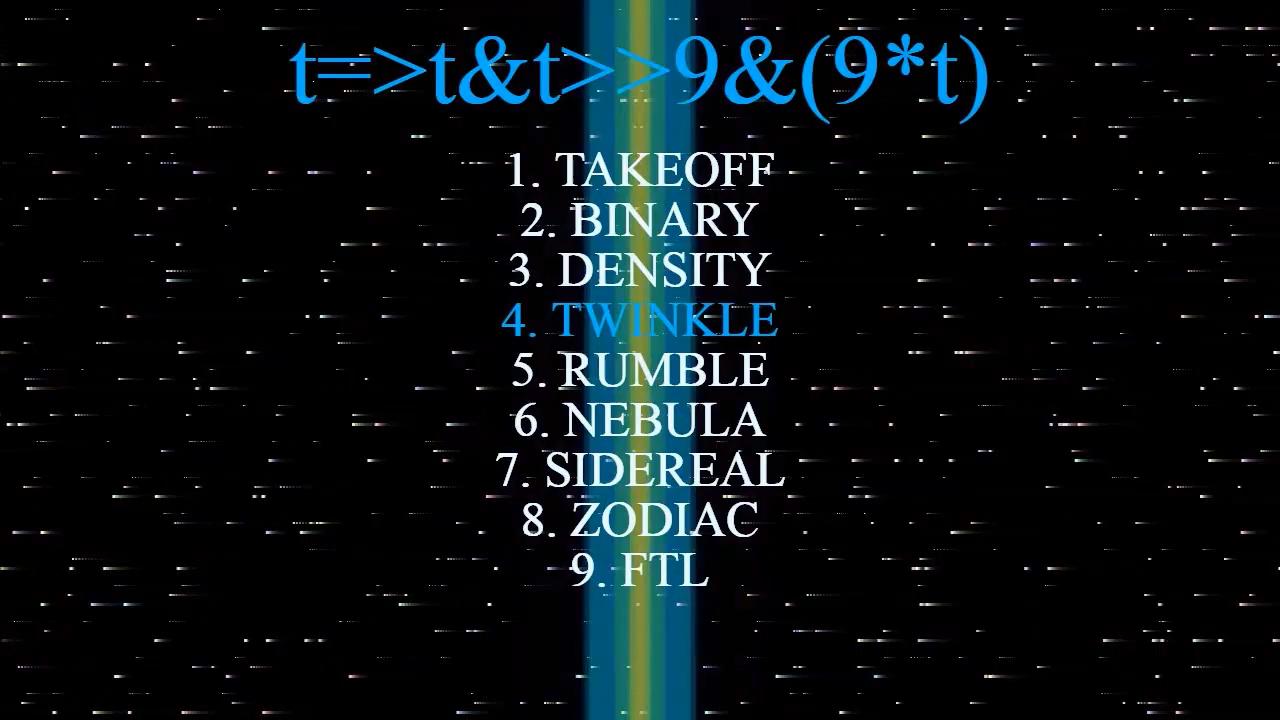 t=>t&t>>9&(9*t)
1. TAKEOFF
2. BINARY
3. DENSITY
4. TWINKLE
5. RUMBLE
6. NEBULA
7. SIDEREAL
8. ZODIAC
9. FTL